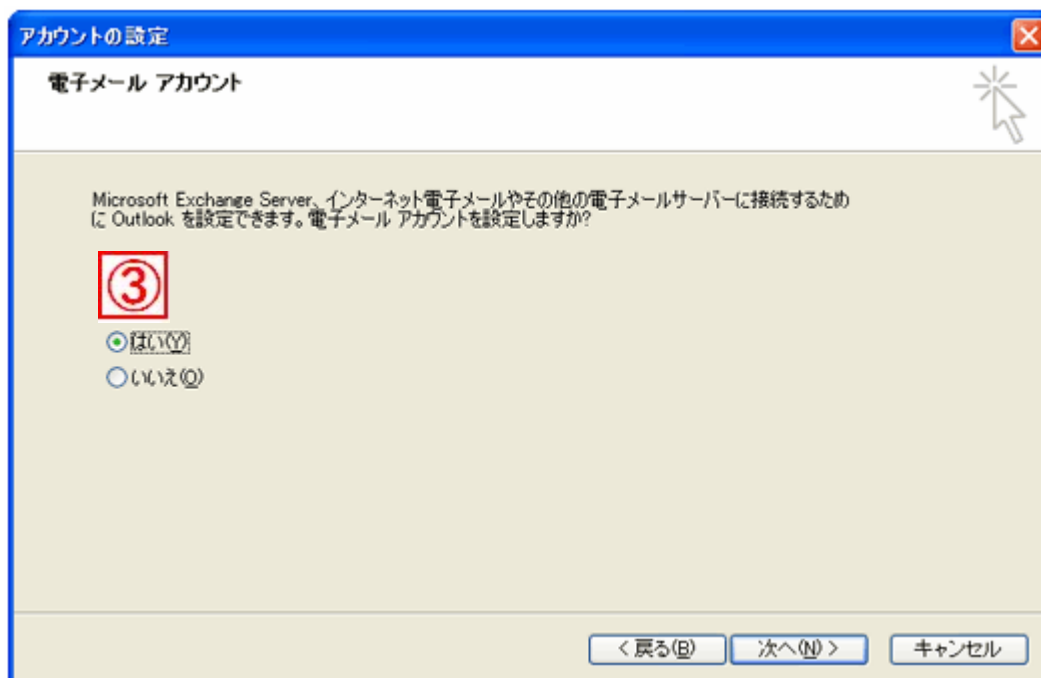 アカウントの設定
電子メール アカウント
Microsoft Exchange Server、インターネット電子メールやその他の電子メールサーバーに接続するため
に Outlook を設定できます。電子メール アカウントを設定しますか?
③
はい(Y)
いいえ(O)
< 戻る(B) 次へ(N) > キャンセル